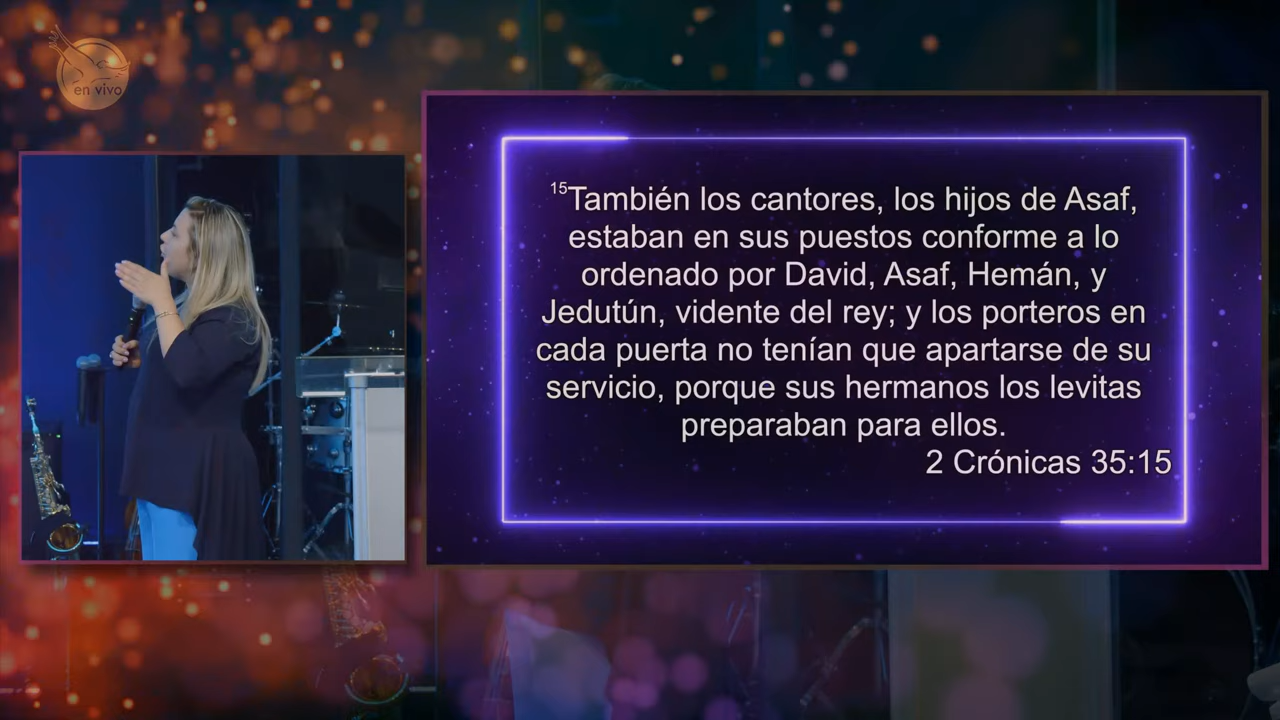 en vivo
15También los cantores, los hijos de Asaf,
estaban en sus puestos conforme a lo
ordenado por David, Asaf, Hemán, y
Jedutún, vidente del rey; y los porteros en
cada puerta no tenían que apartarse de su
servicio, porque sus hermanos los levitas
preparaban para ellos.
2 Crónicas 35:15